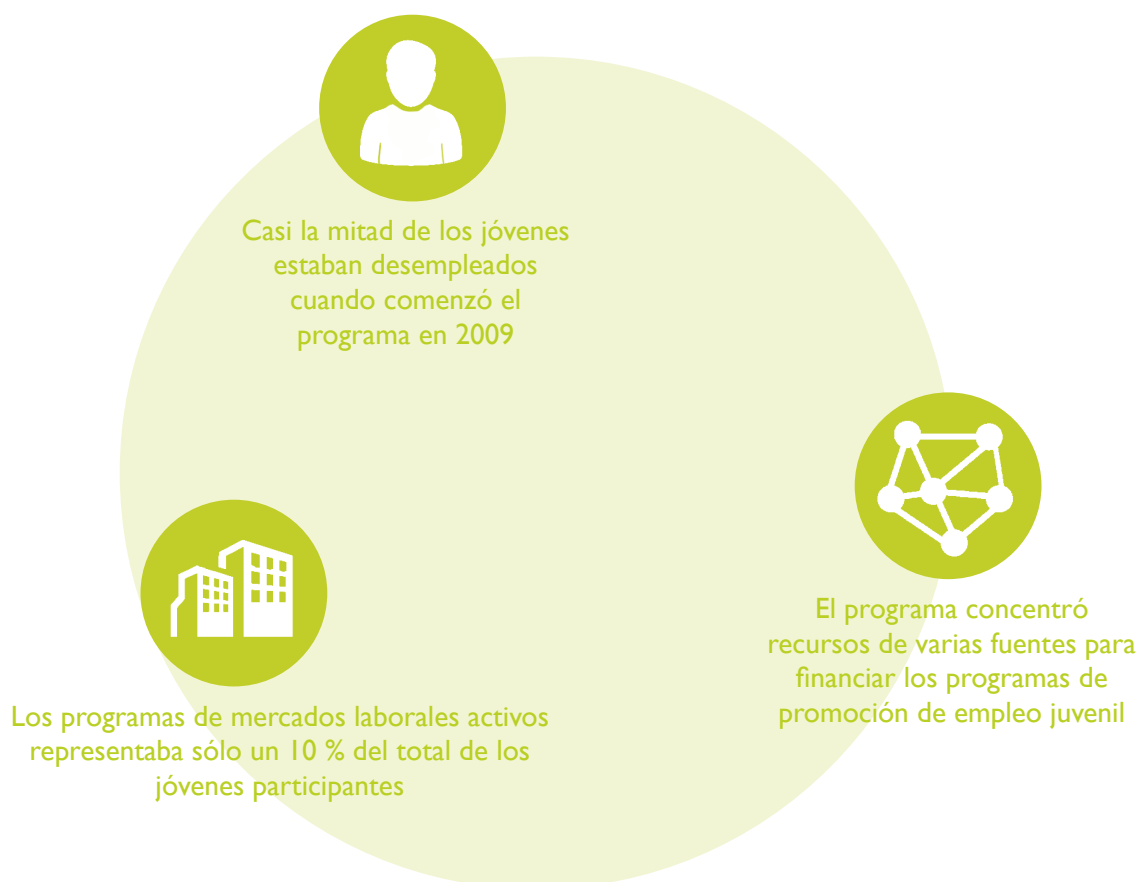 Casi la mitad de los jóvenes
estaban desempleados
cuando comenzó el
programa en 2009
El programa concentró
recursos de varias fuentes para
financiar los programas de
promoción de empleo juvenil
Los programas de mercados laborales activos
representaba sólo un 10 % del total de los
jóvenes participantes